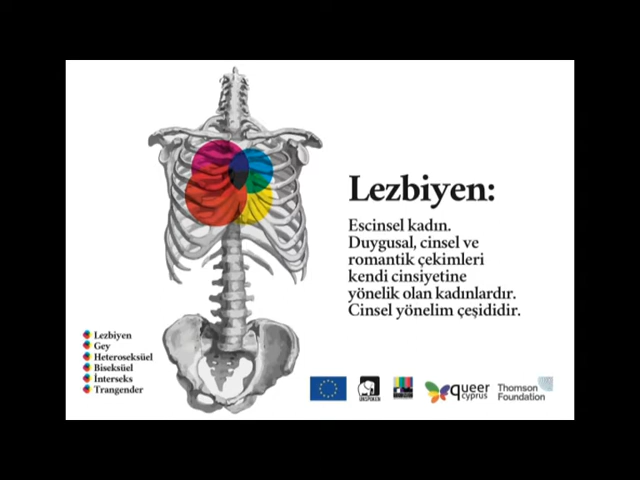 Lezbiyen:
Escinsel kadın.
Duygusal, cinsel ve
romantik çekimleri
kendi cinsiyetine
yönelik olan kadınlardır.
Cinsel yönelim çeşididir.
Lezbiyen
Gey
Heteroseksüel
Biseksüel
İnterseks
Trangender
UNSPOKEN
queer
cyprus
Thomson
Foundation